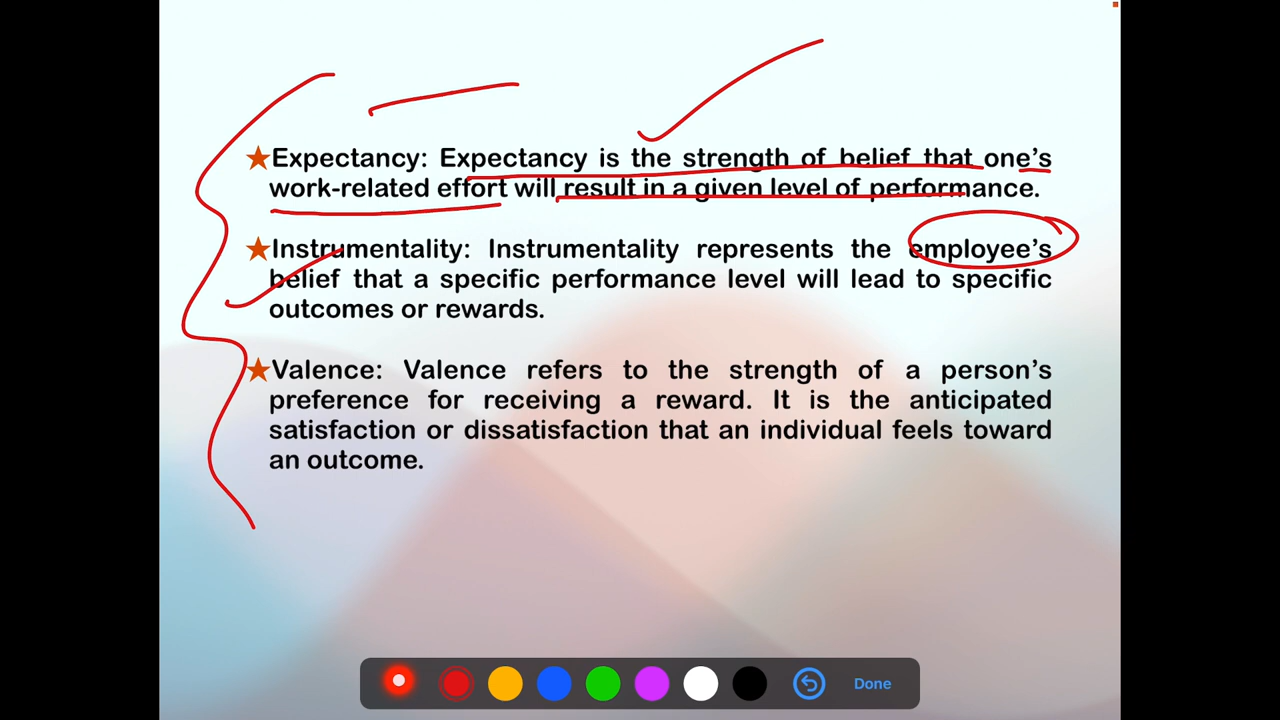 ★Expectancy: Expectancy is the strength of belief that one's
work-related effort will result in a given level of performance.
★Instrumentality: Instrumentality represents the employee's
belief that a specific performance level will lead to specific
outcomes or rewards.
★Valence: Valence refers to the strength of a person's
preference for receiving a reward. It is the anticipated
satisfaction or dissatisfaction that an individual feels toward
an outcome.
Done